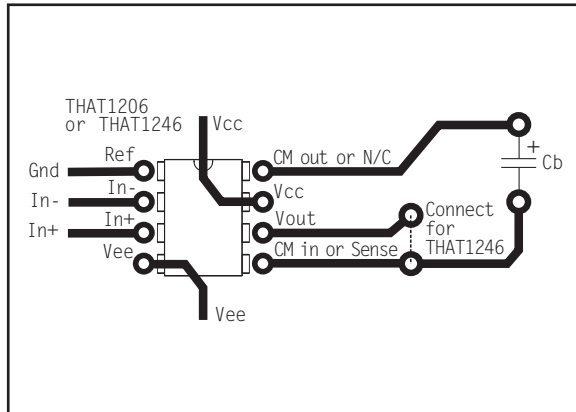 THAT1206
or THAT1246
Vcc
Ref
CM out or N/C
+
Cb
Gnd
In-
Vcc
In-
In+
Vout
In+
Connect
for
THAT1246
Vee
CM in or Sense
Vee